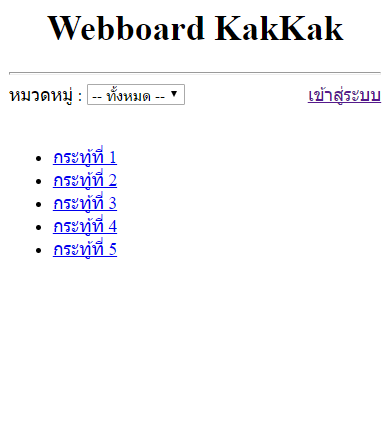 Webboard KakKak
หมวดหมู่ : -- ทั้งหมด -- เข้าสู่ระบบ
กระทู้ที่ 1
กระทู้ที่ 2
กระทู้ที่ 3
กระทู้ที่ 4
กระทู้ที่ 5